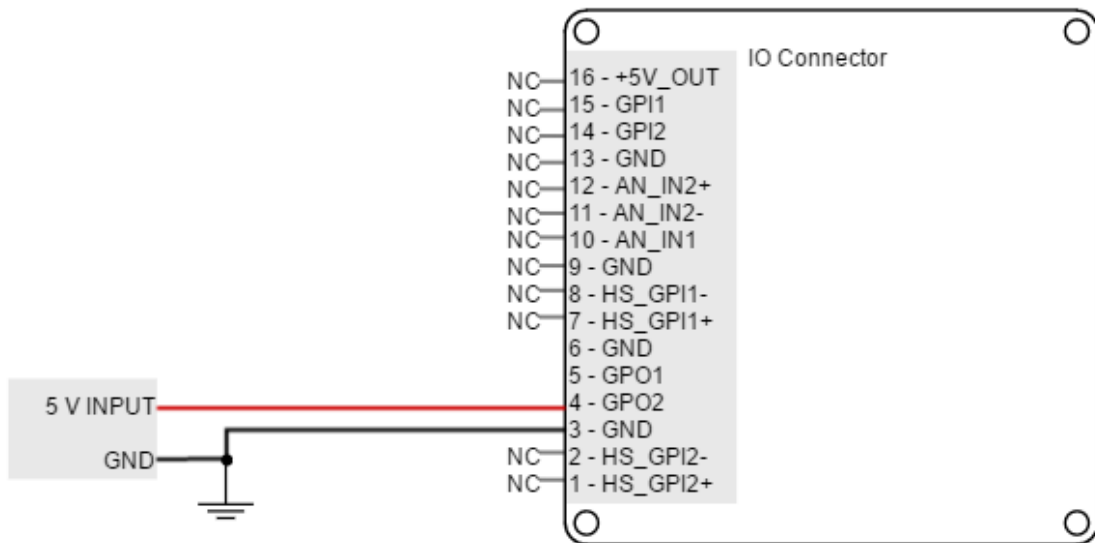 IO Connector
NC 16 - +5V_OUT
NC 15 - GPI1
NC 14 - GPI2
NC 13 - GND
NC 12 - AN_IN2+
NC 11 - AN_IN2-
NC 10 - AN_IN1
NC 9 - GND
NC 8 - HS_GPI1-
NC 7 - HS_GPI1+
6 - GND
5 - GPO1
5 V INPUT 4 - GPO2
3 - GND
GND NC 2 - HS_GPI2-
NC 1 - HS_GPI2+